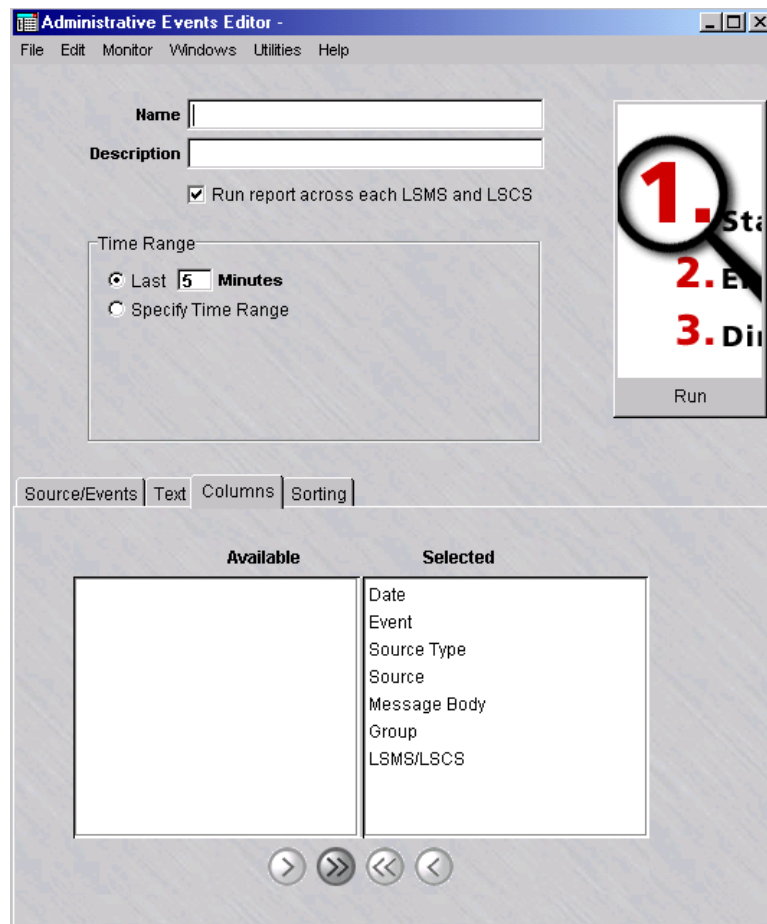 Administrative Events Editor -
File Edit Monitor Windows Utilities Help
Name
Description
Run report across each LSMS and LSCS
Time Range
Last 5 Minutes
Specify Time Range
1. Sta
2. E
3. Di
Run
Source/Events Text Columns Sorting
Available Selected
Date
Event
Source Type
Source
Message Body
Group
LSMS/LSCS